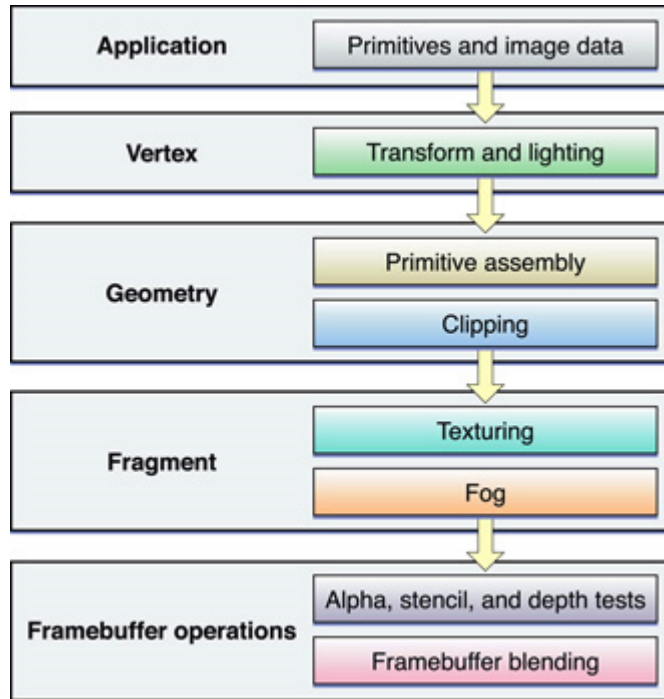 Application
Primitives and image data
Vertex
Transform and lighting
Geometry
Primitive assembly
Clipping
Fragment
Texturing
Fog
Framebuffer operations
Alpha, stencil, and depth tests
Framebuffer blending